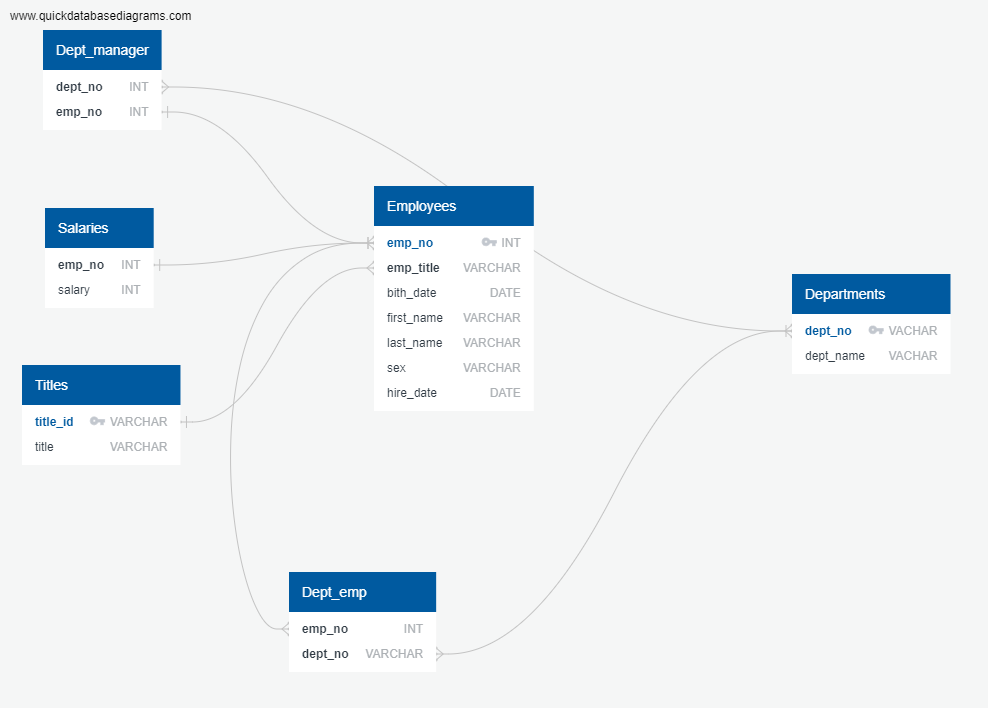 www.quickdatabasediagrams.com
Dept_manager
dept_no INT
emp_no INT
Salaries
emp_no INT
salary INT
Titles
title_id VARCHAR
title VARCHAR
Employees
emp_no INT
emp_title VARCHAR
bith_date DATE
first_name VARCHAR
last_name VARCHAR
sex VARCHAR
hire_date DATE
Departments
dept_no VACHAR
dept_name VACHAR
Dept_emp
emp_no INT
dept_no VARCHAR